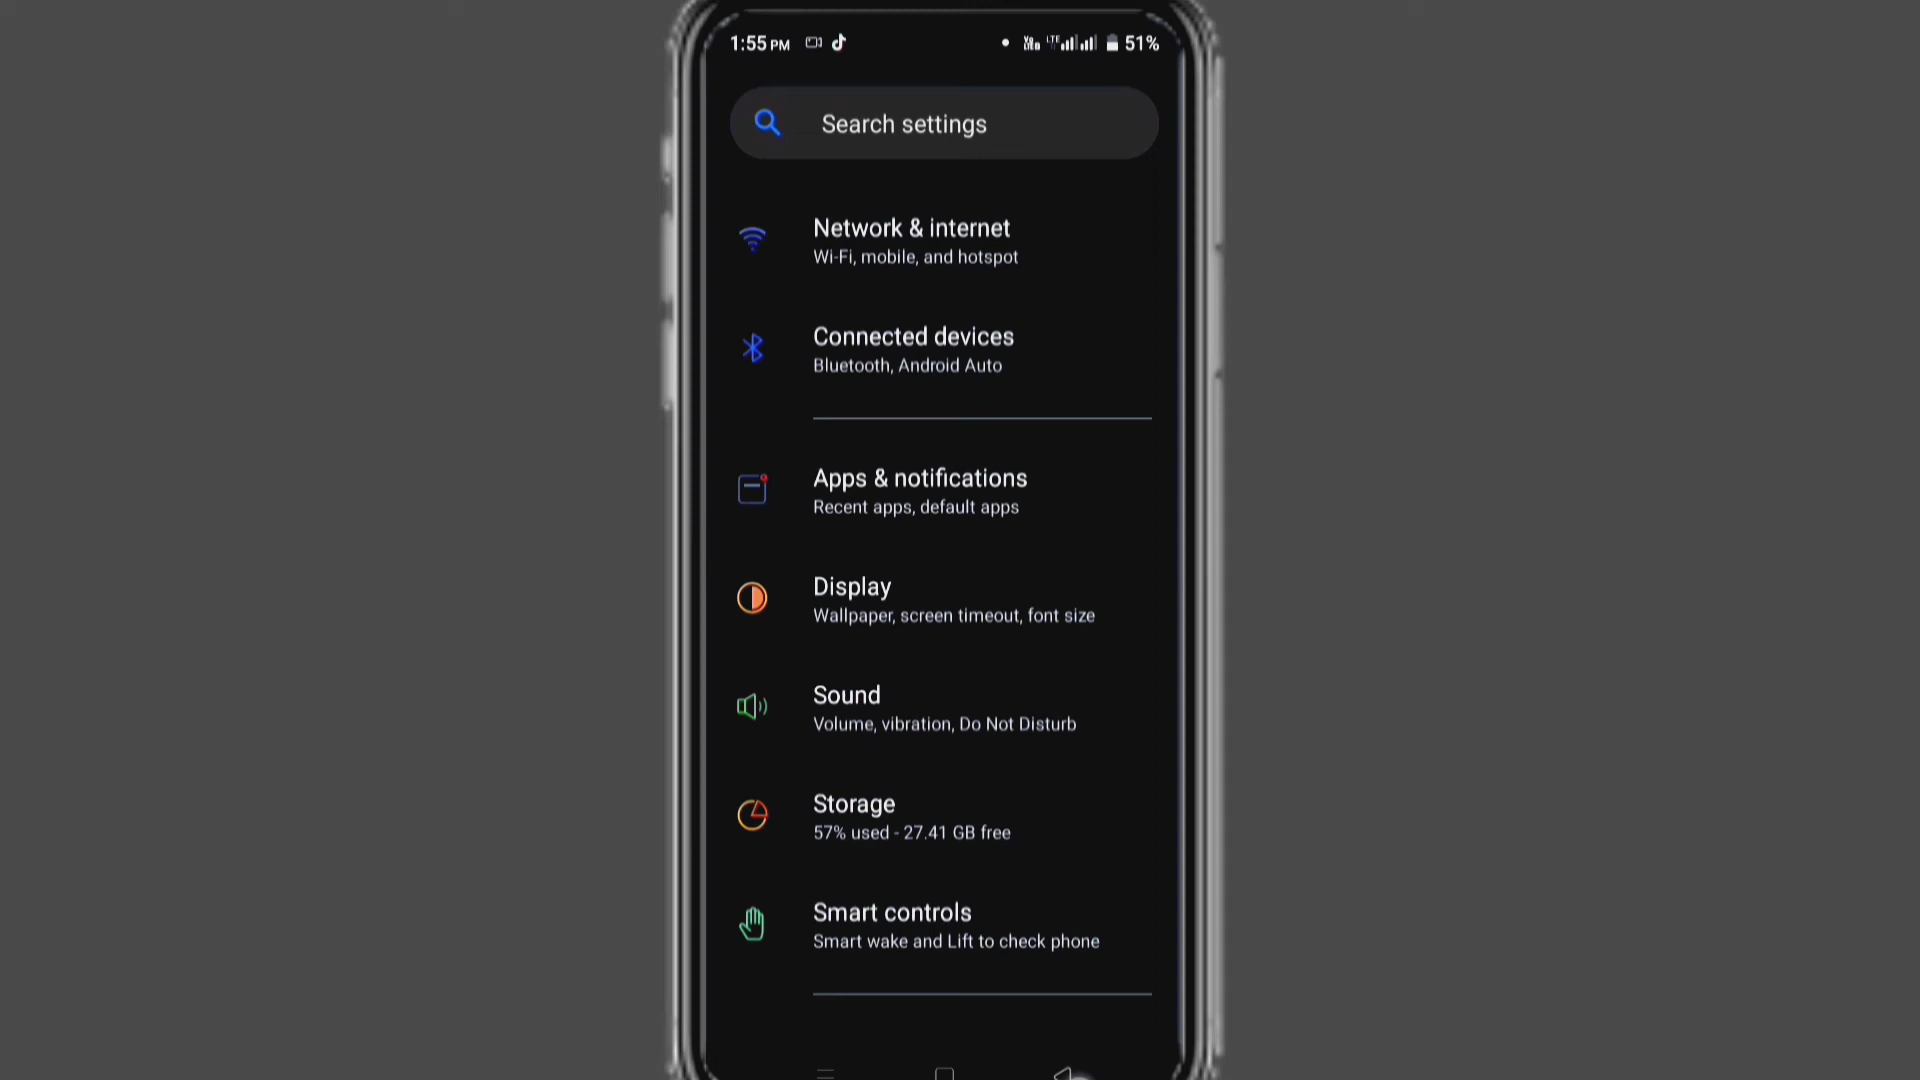 1:55 PM LTE 51%
Search settings
Network & internet
Wi-Fi, mobile, and hotspot
Connected devices
Bluetooth, Android Auto
Apps & notifications
Recent apps, default apps
Display
Wallpaper, screen timeout, font size
Sound
Volume, vibration, Do Not Disturb
Storage
57% used - 27.41 GB free
Smart controls
Smart wake and Lift to check phone